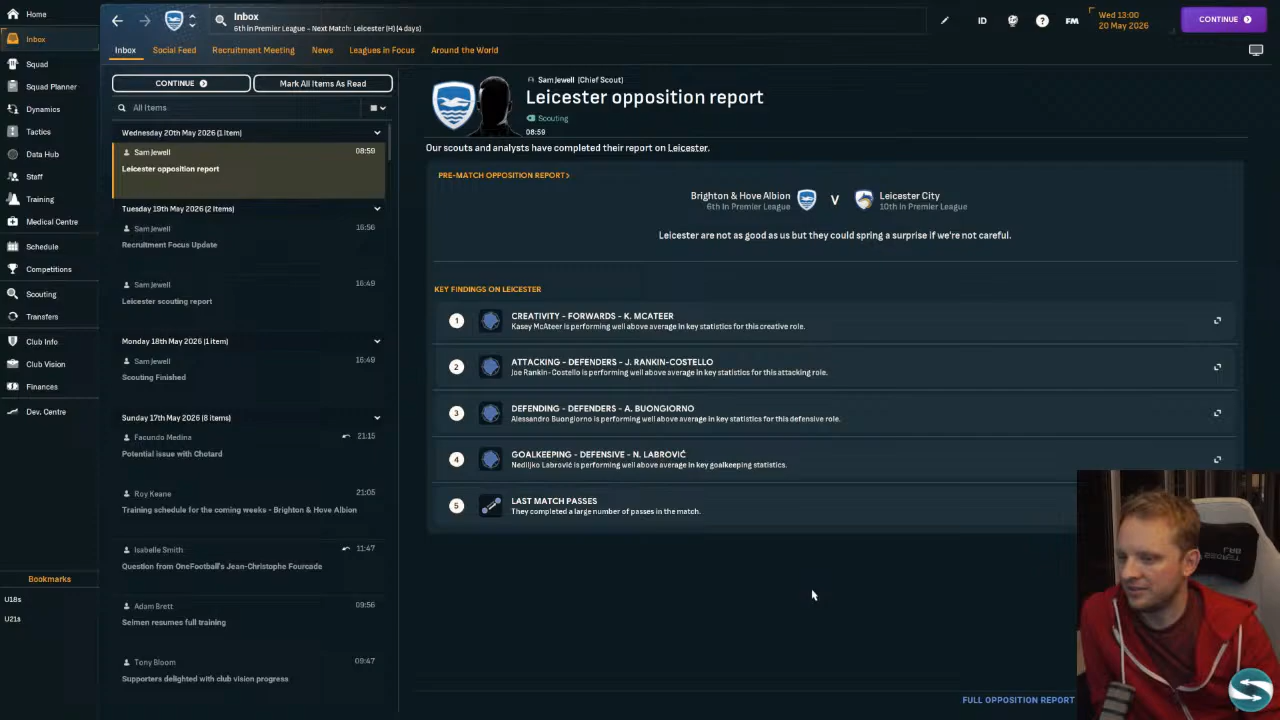 Home
Inbox
Squad
Squad Planner
Dynamics
Tactics
Data Hub
Staff
Training
Medical Centre
Schedule
Competitions
Scouting
Transfers
Club Info
Club Vision
Finances
Dev. Centre
Bookmarks
U18s
U21s
Inbox
6th in Premier League - Next Match: Leicester (H) (4 days)
ID
FM
Wed 13:00
20 May 2026
CONTINUE
Inbox
Social Feed
Recruitment Meeting
News
Leagues in Focus
Around the World
CONTINUE
Mark All Items As Read
All Items
Wednesday 20th May 2026 (1 Item)
Sam Jewell 08:59
Leicester opposition report
Tuesday 19th May 2026 (2 Items)
Sam Jewell 16:56
Recruitment Focus Update
Sam Jewell 16:49
Leicester scouting report
Monday 18th May 2026 (1 Item)
Sam Jewell 16:49
Scouting Finished
Sunday 17th May 2026 (8 Items)
Facundo Medina 21:15
Potential issue with Chotard
Roy Keane 21:05
Training schedule for the coming weeks - Brighton & Hove Albion
Isabelle Smith 11:47
Question from OneFootball's Jean-Christophe Fourcade
Adam Brett 09:56
Selmen resumes full training
Tony Bloom 09:47
Supporters delighted with club vision progress
Sam Jewell (Chief Scout)
Leicester opposition report
Scouting
08:59
Our scouts and analysts have completed their report on Leicester.
PRE-MATCH OPPOSITION REPORT >
Brighton & Hove Albion
6th in Premier League
V
Leicester City
10th in Premier League
Leicester are not as good as us but they could spring a surprise if we're not careful.
KEY FINDINGS ON LEICESTER
1
CREATIVITY - FORWARDS - K. MCATEER
Kasey McAteer is performing well above average in key statistics for this creative role.
2
ATTACKING - DEFENDERS - J. RANKIN-COSTELLO
Joe Rankin-Costello is performing well above average in key statistics for this attacking role.
3
DEFENDING - DEFENDERS - A. BUONGIORNO
Alessandro Buongiorno is performing well above average in key statistics for this defensive role.
4
GOALKEEPING - DEFENSIVE - N. LABROVIĆ
Nediljko Labrović is performing well above average in key goalkeeping statistics.
5
LAST MATCH PASSES
They completed a large number of passes in the match.
FULL OPPOSITION REPORT